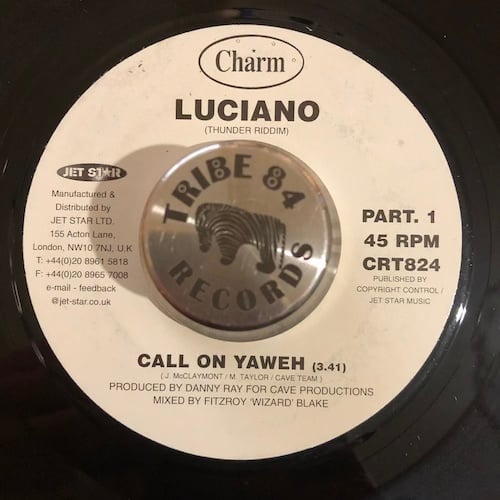 Charm
LUCIANO
(THUNDER RIDDIM)
JET STAR
Manufactured &
Distributed by
JET STAR LTD.
155 Acton Lane,
London, NW10 7NJ, U.K
T: +44(0)20 8961 5818
F: +44(0)20 8965 7008
e-mail - feedback
@jet-star.co.uk
TRIBE 84
RECORDS
PART. 1
45 RPM
CRT824
PUBLISHED BY
COPYRIGHT CONTROL /
JET STAR MUSIC
CALL ON YAWEH (3.41)
( J. McCLAYMONT / M. TAYLOR / CAVE TEAM )
PRODUCED BY DANNY RAY FOR CAVE PRODUCTIONS
MIXED BY FITZROY 'WIZARD' BLAKE